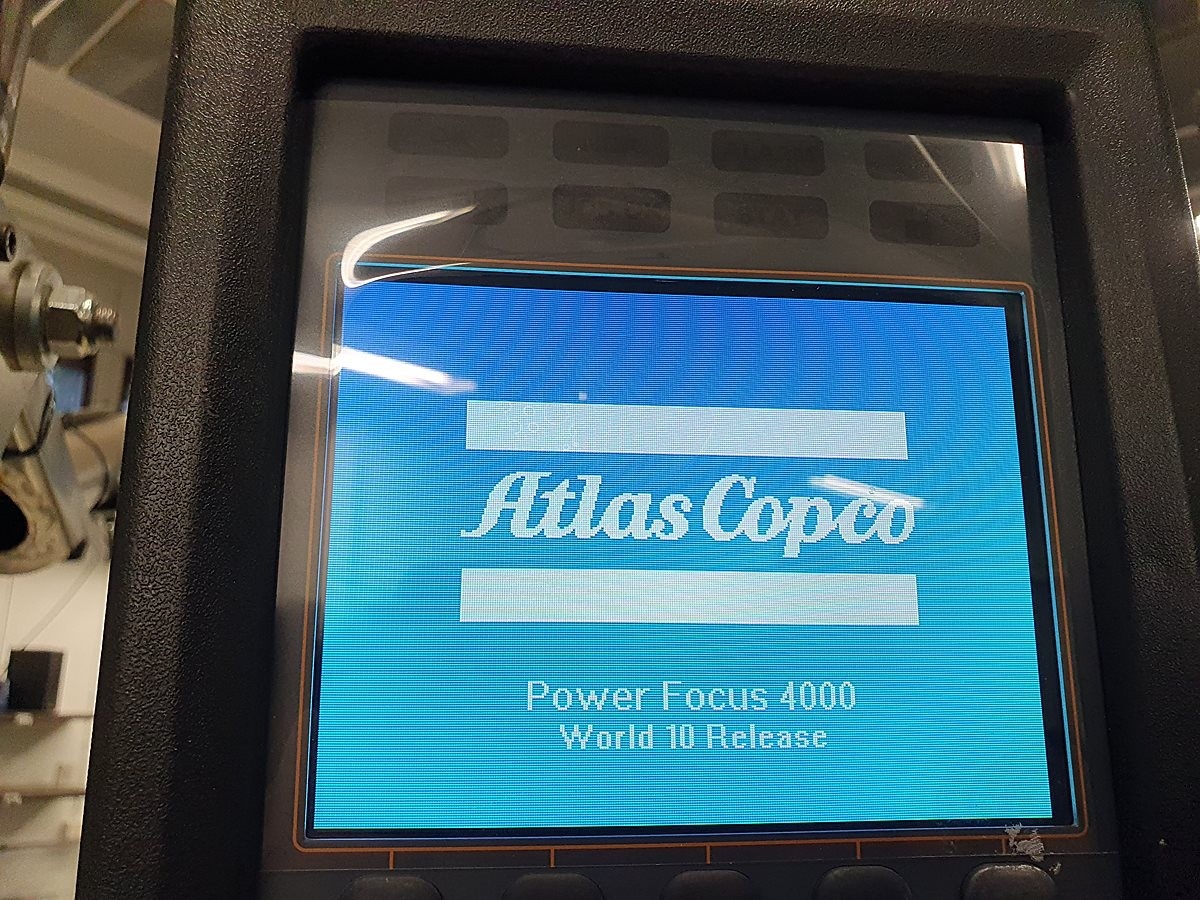 Atlas Copco
Power Focus 4000
World 10 Release